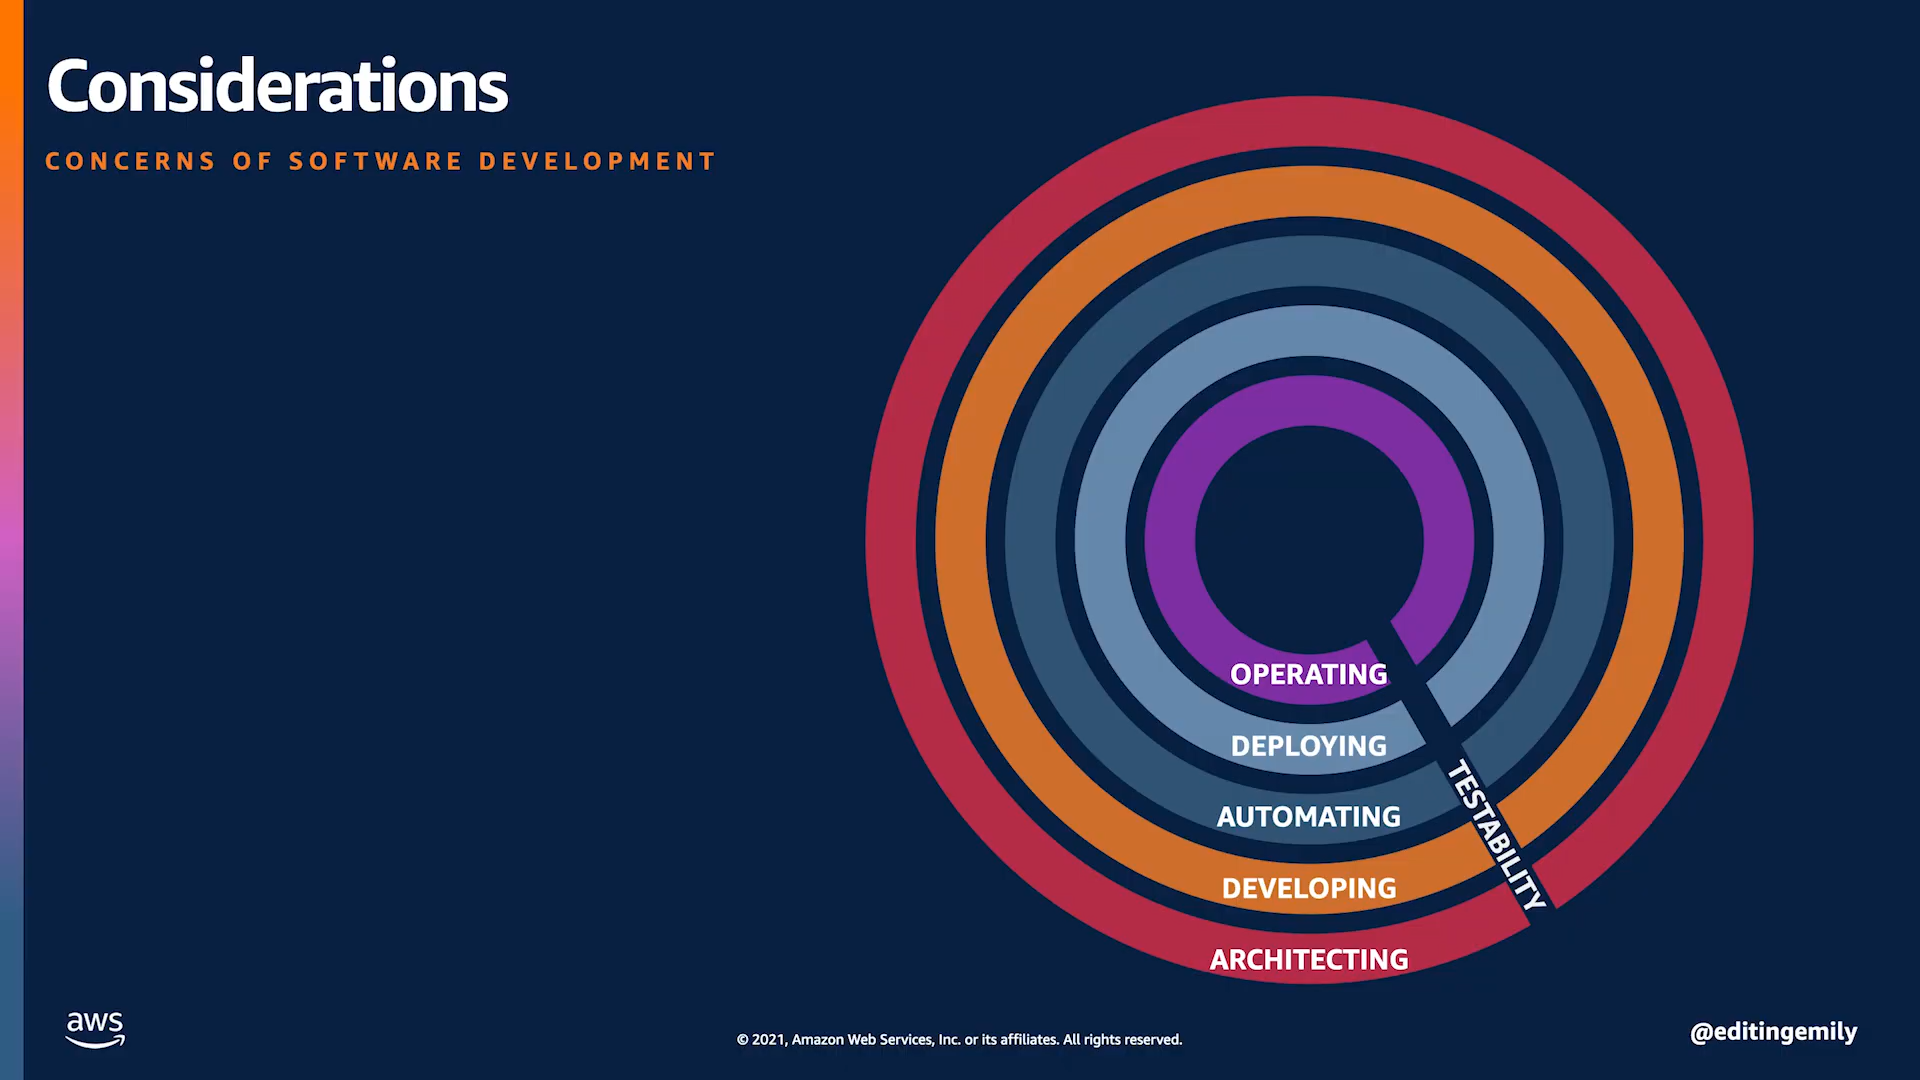 Considerations
CONCERNS OF SOFTWARE DEVELOPMENT
OPERATING
DEPLOYING
TESTABILITY
AUTOMATING
DEVELOPING
ARCHITECTING
aws
© 2021, Amazon Web Services, Inc. or its affiliates. All rights reserved.
@editingemily